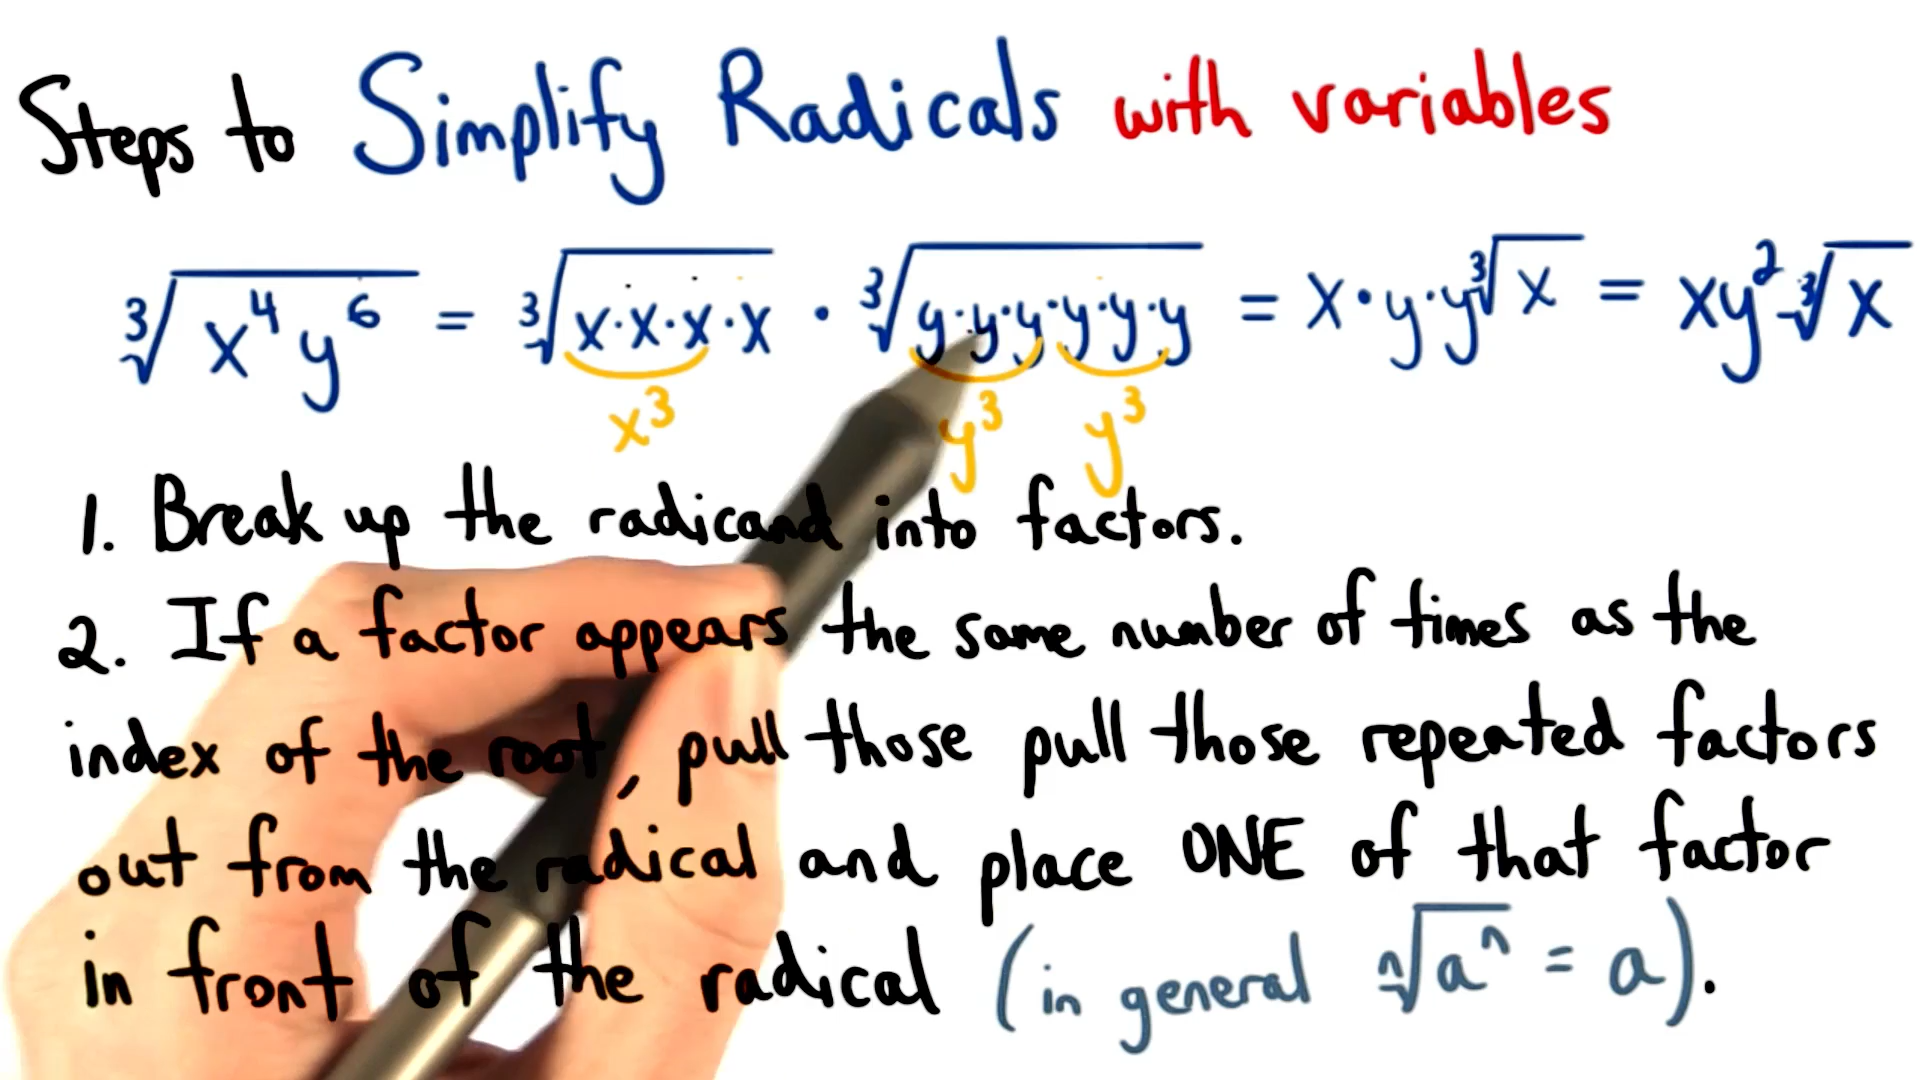 Steps to Simplify Radicals with variables
∛(x⁴y⁶) = ∛(x·x·x·x) · ∛(y·y·y·y·y·y) = x·y·y∛x = xy²∛x
x³ y³ y³
1. Break up the radicand into factors.
2. If a factor appears the same number of times as the
index of the root, pull those pull those repeated factors
out from the radical and place ONE of that factor
in front of the radical (in general ⁿ√aⁿ = a).